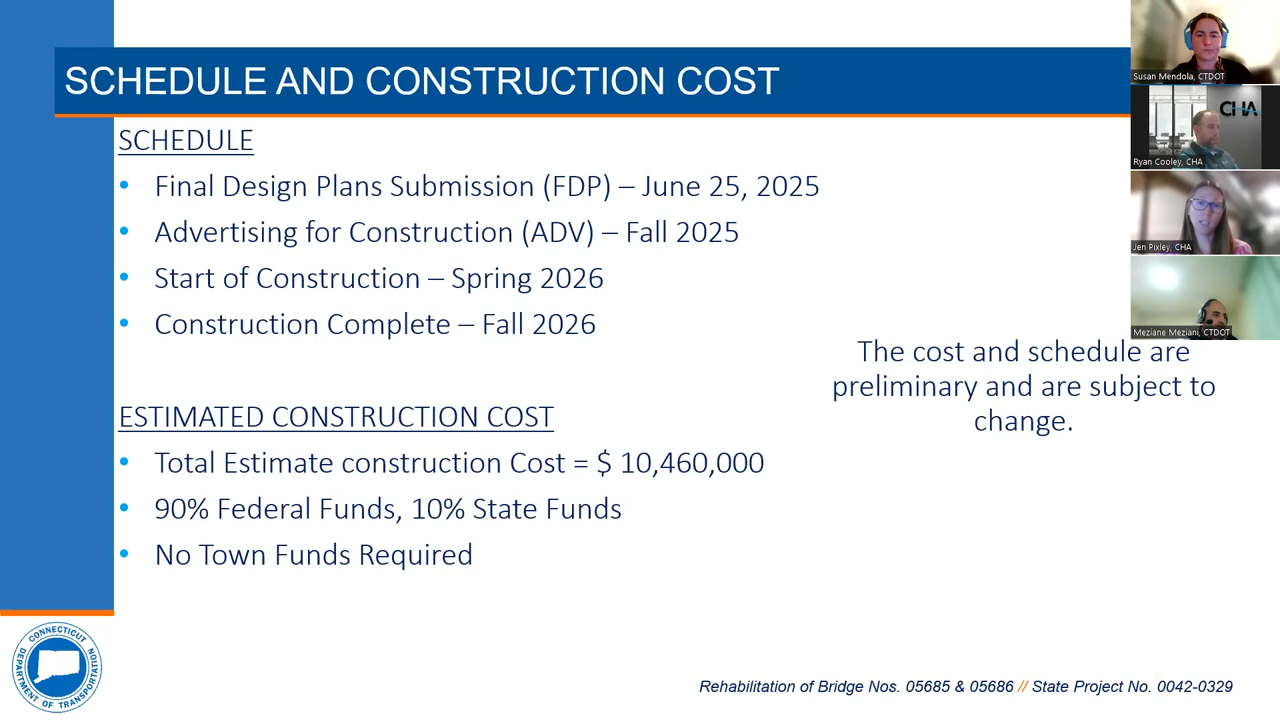 SCHEDULE AND CONSTRUCTION COST
SCHEDULE
• Final Design Plans Submission (FDP) – June 25, 2025
• Advertising for Construction (ADV) – Fall 2025
• Start of Construction – Spring 2026
• Construction Complete – Fall 2026
ESTIMATED CONSTRUCTION COST
• Total Estimate construction Cost = $ 10,460,000
• 90% Federal Funds, 10% State Funds
• No Town Funds Required
The cost and schedule are
preliminary and are subject to
change.
Susan Mendola, CTDOT
CHA
Ryan Cooley, CHA
Jen Pixley, CHA
Meziane Meziani, CTDOT
CONNECTICUT
DEPARTMENT OF TRANSPORTATION
Rehabilitation of Bridge Nos. 05685 & 05686 // State Project No. 0042-0329